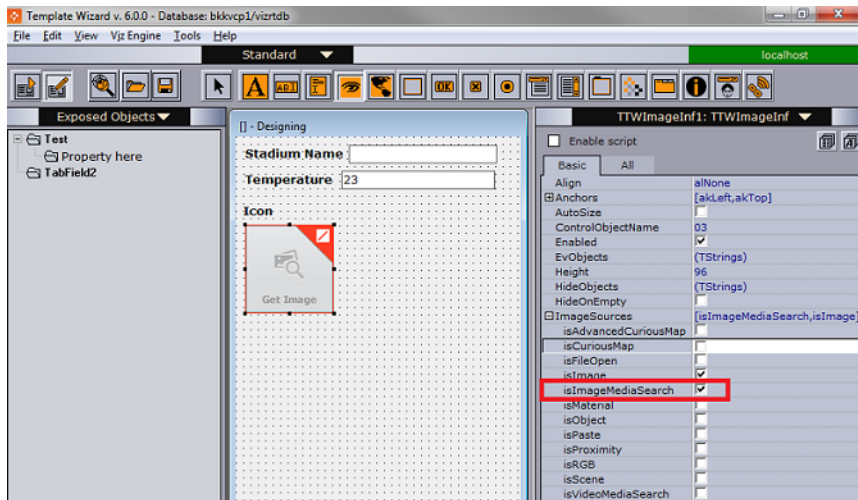 Template Wizard v. 6.0.0 - Database: bkkvcp1/vizrtdb
File Edit View Viz Engine Tools Help
Standard
localhost
A
ABI
OK
Exposed Objects
Test
Property here
TabField2
[] - Designing
Stadium Name
Temperature 23
Icon
Get Image
TTWImageInf1: TTWImageInf
Enable script
Basic All
Align alNone
Anchors [akLeft,akTop]
AutoSize
ControlObjectName 03
Enabled
EvObjects (TStrings)
Height 96
HideObjects (TStrings)
HideOnEmpty
ImageSources [isImageMediaSearch,isImage]
isAdvancedCuriousMap
isCuriousMap
isFileOpen
isImage
isImageMediaSearch
isMaterial
isObject
isPaste
isProximity
isRGB
isScene
isVideoMediaSearch